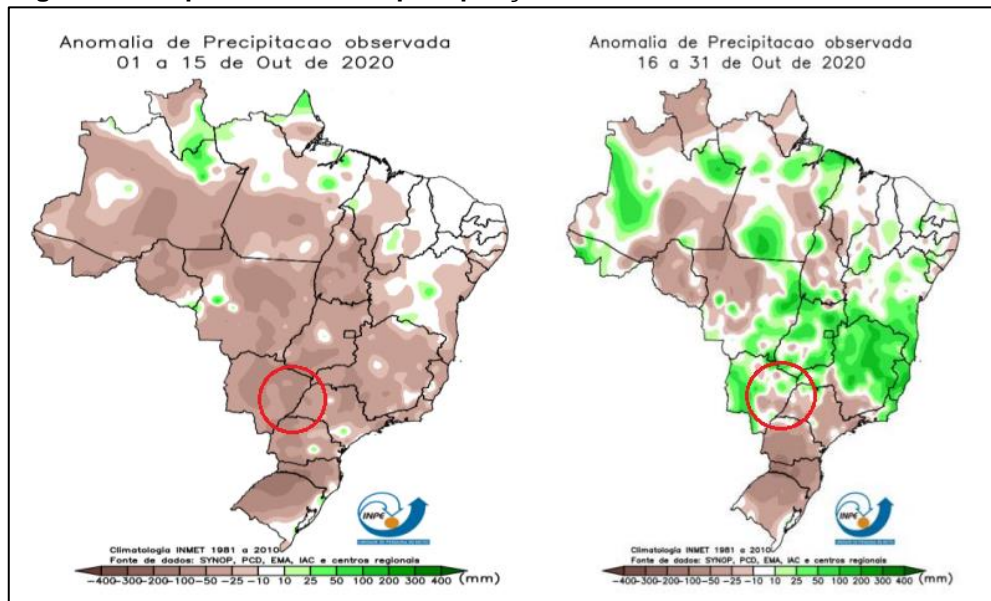 Anomalia de Precipitacao observada
01 a 15 de Out de 2020
INPE
Climatologia INMET 1981 a 2010
Fonte de dados: SYNOP, PCD, EMA, IAC e centros regionais
-400 -300 -200 -100 -50 -25 -10 10 25 50 100 200 300 400 (mm)
Anomalia de Precipitacao observada
16 a 31 de Out de 2020
INPE
Climatologia INMET 1981 a 2010
Fonte de dados: SYNOP, PCD, EMA, IAC e centros regionais
-400 -300 -200 -100 -50 -25 -10 10 25 50 100 200 300 400 (mm)